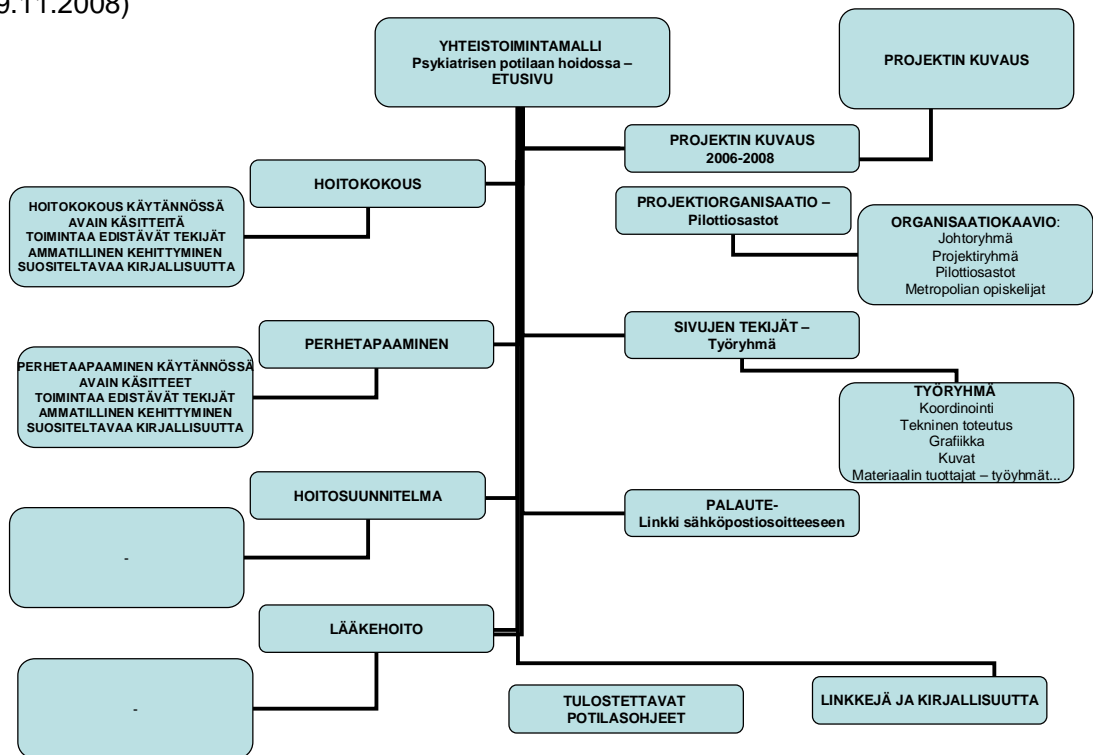 9.11.2008)
YHTEISTOIMINTAMALLI
Psykiatrisen potilaan hoidossa –
ETUSIVU
PROJEKTIN KUVAUS
PROJEKTIN KUVAUS
2006-2008
HOITOKOKOUS
HOITOKOKOUS KÄYTÄNNÖSSÄ
AVAIN KÄSITTEITÄ
TOIMINTAA EDISTÄVÄT TEKIJÄT
AMMATILLINEN KEHITTYMINEN
SUOSITELTAVAA KIRJALLISUUTTA
PROJEKTIORGANISAATIO –
Pilottiosastot
ORGANISAATIOKAAVIO:
Johtoryhmä
Projektiryhmä
Pilottiosastot
Metropolian opiskelijat
PERHETAPAAMINEN
PERHETAAPAAMINEN KÄYTÄNNÖSSÄ
AVAIN KÄSITTEET
TOIMINTAA EDISTÄVÄT TEKIJÄT
AMMATILLINEN KEHITTYMINEN
SUOSITELTAVAA KIRJALLISUUTTA
SIVUJEN TEKIJÄT –
Työryhmä
TYÖRYHMÄ
Koordinointi
Tekninen toteutus
Grafiikka
Kuvat
Materiaalin tuottajat – työyhmät...
HOITOSUUNNITELMA
-
PALAUTE-
Linkki sähköpostiosoitteeseen
LÄÄKEHOITO
-
TULOSTETTAVAT
POTILASOHJEET
LINKKEJÄ JA KIRJALLISUUTTA